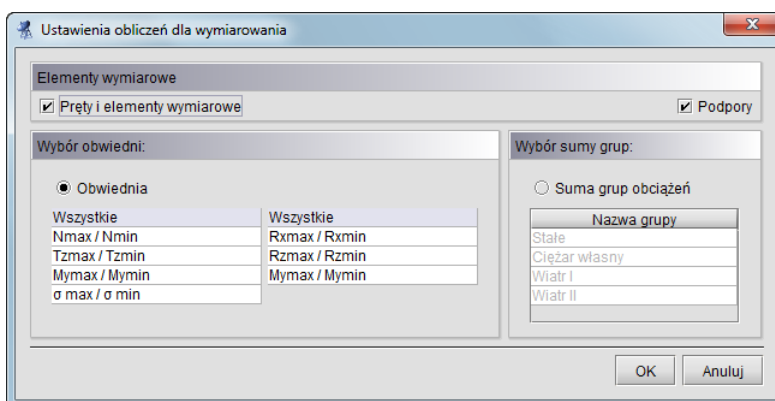 Ustawienia obliczeń dla wymiarowania
Elementy wymiarowe
Pręty i elementy wymiarowe
Podpory
Wybór obwiedni:
Obwiednia
Wszystkie Wszystkie
Nmax / Nmin Rxmax / Rxmin
Tzmax / Tzmin Rzmax / Rzmin
Mymax / Mymin Mymax / Mymin
σ max / σ min
Wybór sumy grup:
Suma grup obciążeń
Nazwa grupy
Stałe
Ciężar własny
Wiatr I
Wiatr II
OK Anuluj